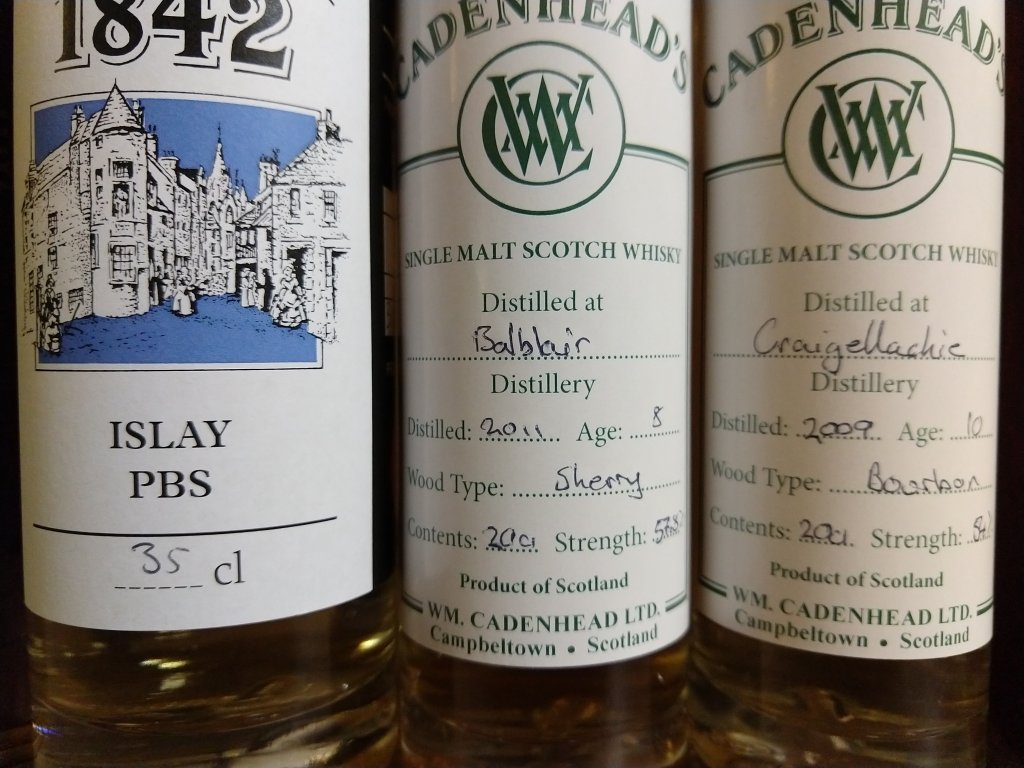 1842
ISLAY
PBS
35 cl
CADENHEAD'S
WC
SINGLE MALT SCOTCH WHISKY
Distilled at
Balblair
Distillery
Distilled: 2011 Age: 8
Wood Type: Sherry
Contents: 20cl Strength:
Product of Scotland
WM. CADENHEAD LTD.
Campbeltown • Scotland
CADENHEAD'S
WC
SINGLE MALT SCOTCH WHISKY
Distilled at
Craigellachie
Distillery
Distilled: 2009 Age: 10
Wood Type: Bourbon
Contents: 20cl. Strength:
Product of Scotland
WM. CADENHEAD LTD.
Campbeltown • Scotland